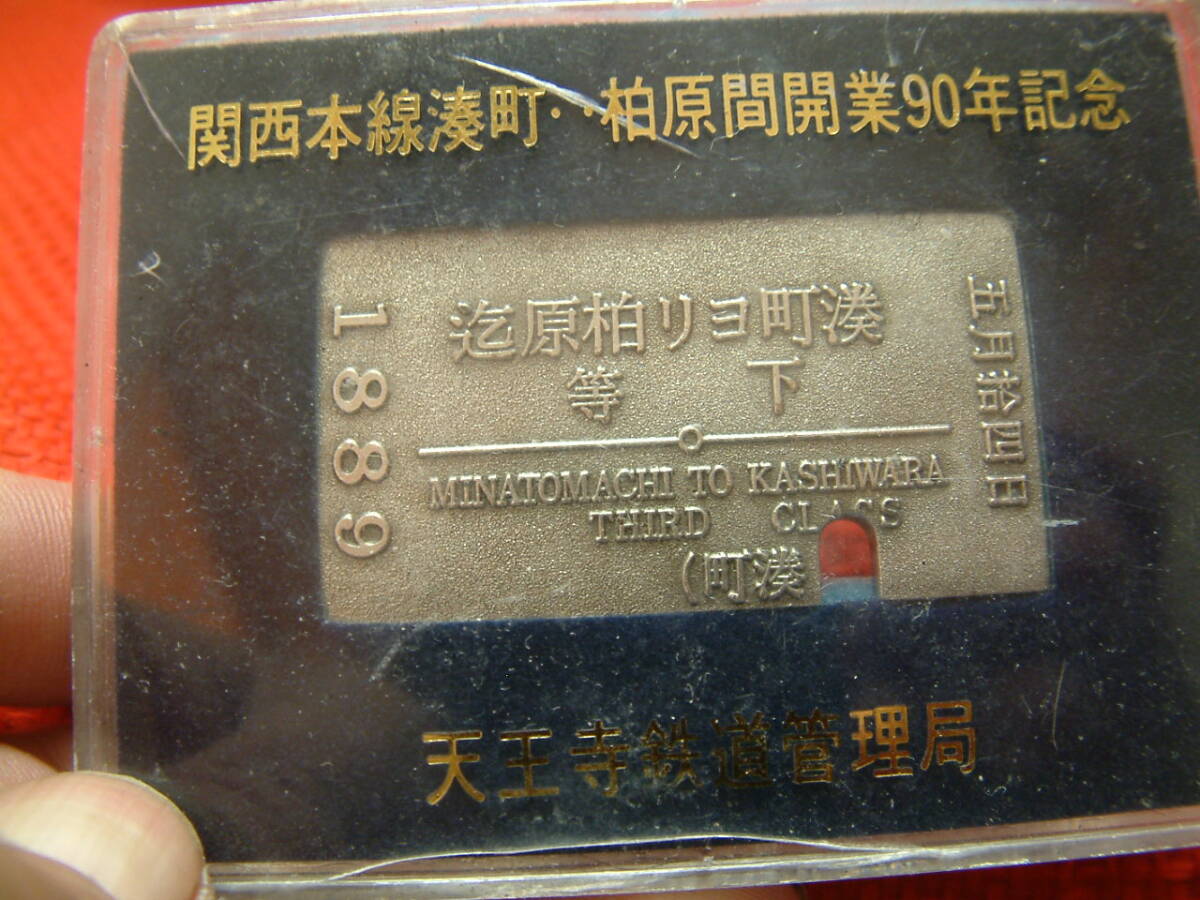 関西本線湊町‥柏原間開業90年記念
1889
迄原柏リヨ町湊
等下
MINATOMACHI TO KASHIWARA
THIRD CLASS
(町湊
五月拾四日
天王寺鉄道管理局